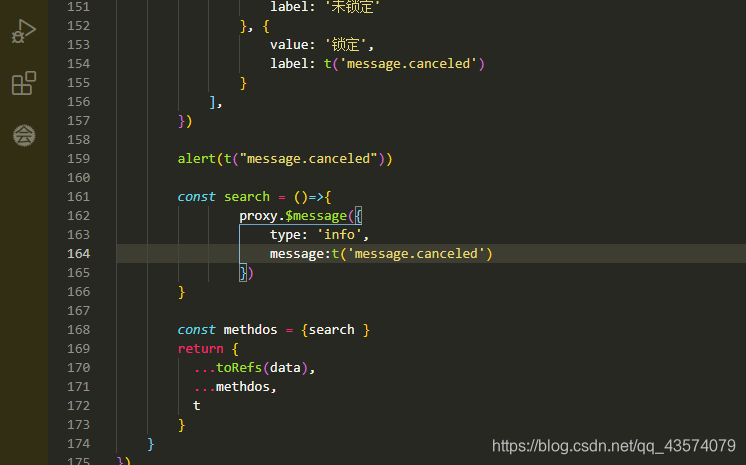 151 label: '未锁定'
152 }, {
153 value: '锁定',
154 label: t('message.canceled')
155 }
156 ],
157 })
158
159 alert(t("message.canceled"))
160
161 const search = ()=>{
162 proxy.$message({
163 type: 'info',
164 message:t('message.canceled')
165 })
166 }
167
168 const methdos = {search }
169 return {
170 ...toRefs(data),
171 ...methdos,
172 t
173 }
174 }
175 })
https://blog.csdn.net/qq_43574079